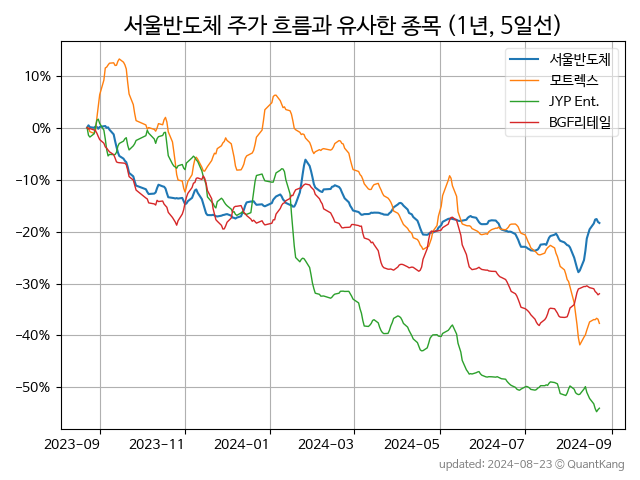 서울반도체 주가 흐름과 유사한 종목 (1년, 5일선)
서울반도체
모트렉스
JYP Ent.
BGF리테일
10%
0%
−10%
−20%
−30%
−40%
−50%
2023-09 2023-11 2024-01 2024-03 2024-05 2024-07 2024-09
updated: 2024-08-23 © QuantKang